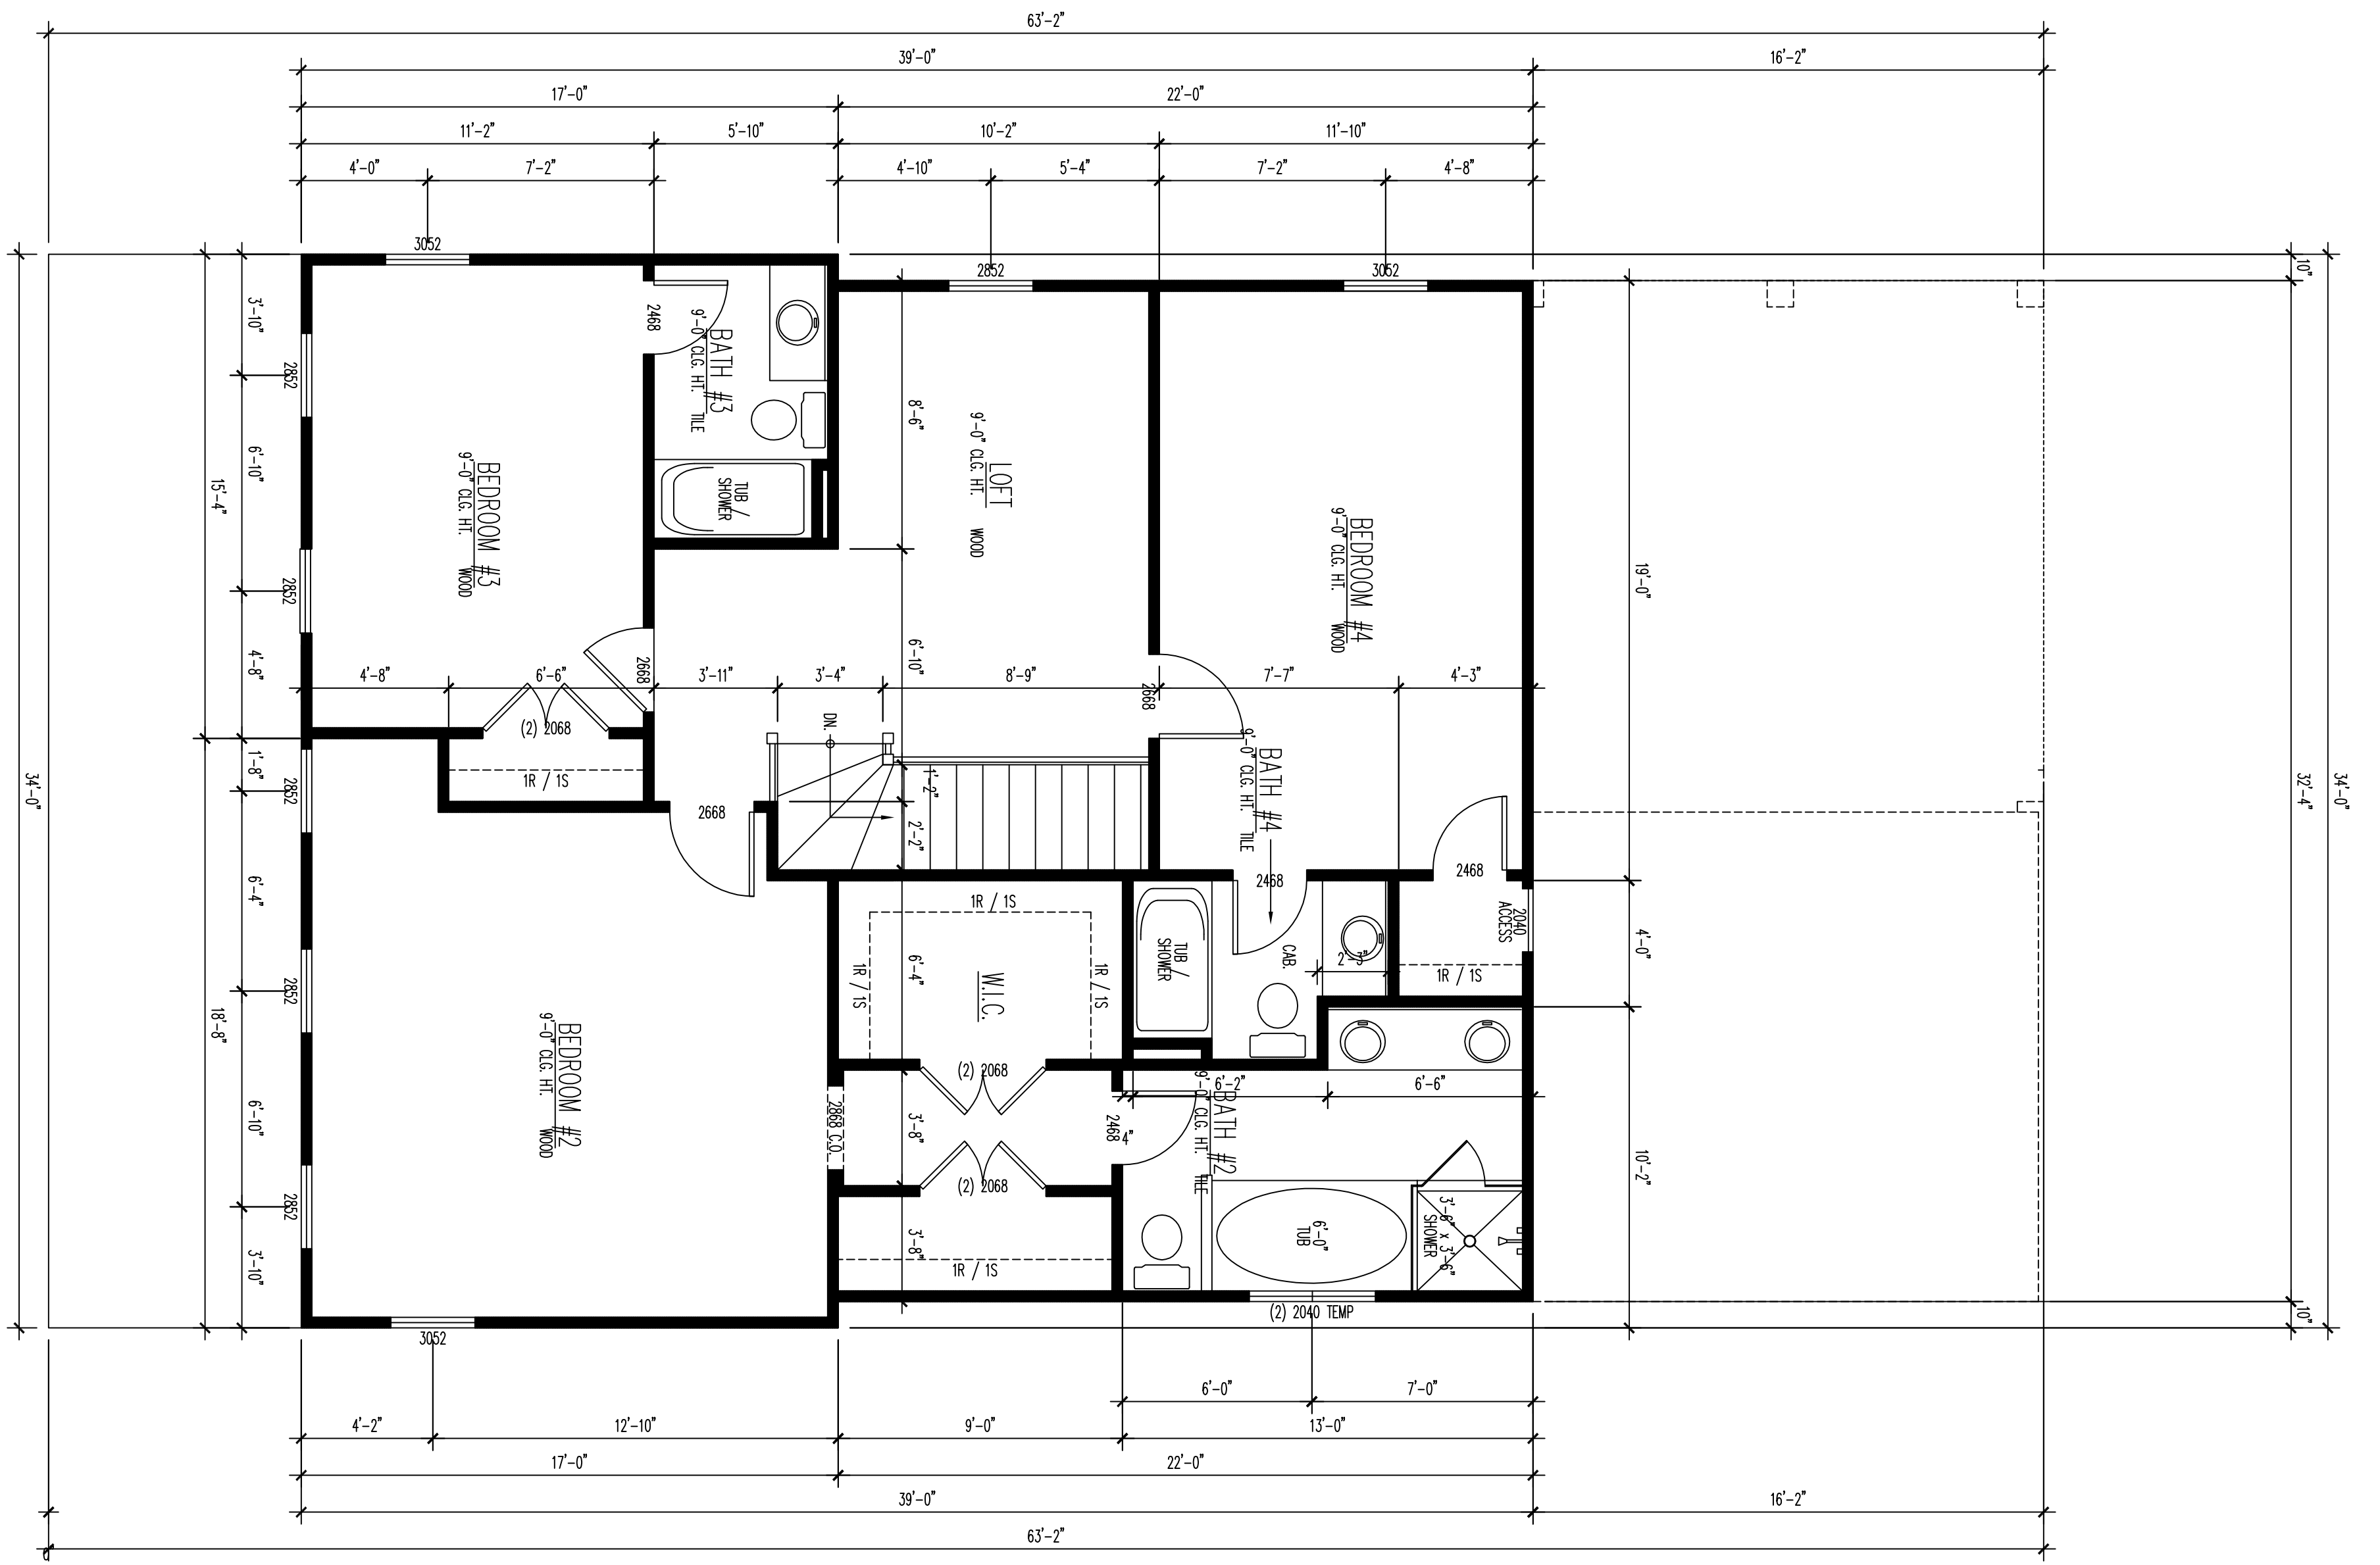 63'-2"
39'-0"
16'-2"
17'-0"
22'-0"
11'-2"
5'-10"
10'-2"
11'-10"
4'-0"
7'-2"
4'-10"
5'-4"
7'-2"
4'-8"
3052
2852
3052
10"
3'-10"
2468
BATH #3
9'-0" CLG. HT. TILE
2852
8'-6"
6'-10"
15'-4"
BEDROOM #3
9'-0" CLG. HT. WOOD
TUB /
SHOWER
LOFT
9'-0" CLG. HT. WOOD
BEDROOM #4
9'-0" CLG. HT. WOOD
19'-0"
2852
4'-8"
6'-10"
2668
4'-8"
6'-6"
3'-11"
3'-4"
8'-9"
2668
7'-7"
4'-3"
(2) 2068
DN.
1R / 1S
1'-8"
2852
2668
1'-2"
2'-2"
BATH #4
9'-0" CLG. HT. TILE
34'-0"
32'-4"
34'-0"
6'-4"
2468
2468
1R / 1S
2040
ACCESS
TUB /
SHOWER
CAB.
2'-3"
4'-0"
1R / 1S
1R / 1S
W.I.C.
1R / 1S
6'-4"
2852
18'-8"
BEDROOM #2
9'-0" CLG. HT. WOOD
6'-10"
(2) 2068
2868 C.O.
3'-8"
2468
4"
6'-2"
6'-6"
BATH #2
9'-0" CLG. HT. TILE
10'-2"
(2) 2068
2852
3'-10"
3'-8"
1R / 1S
6'-0"
TUB
3'-6" x 3'-6"
SHOWER
10"
3052
(2) 2040 TEMP
6'-0"
7'-0"
4'-2"
12'-10"
9'-0"
13'-0"
17'-0"
22'-0"
39'-0"
16'-2"
63'-2"